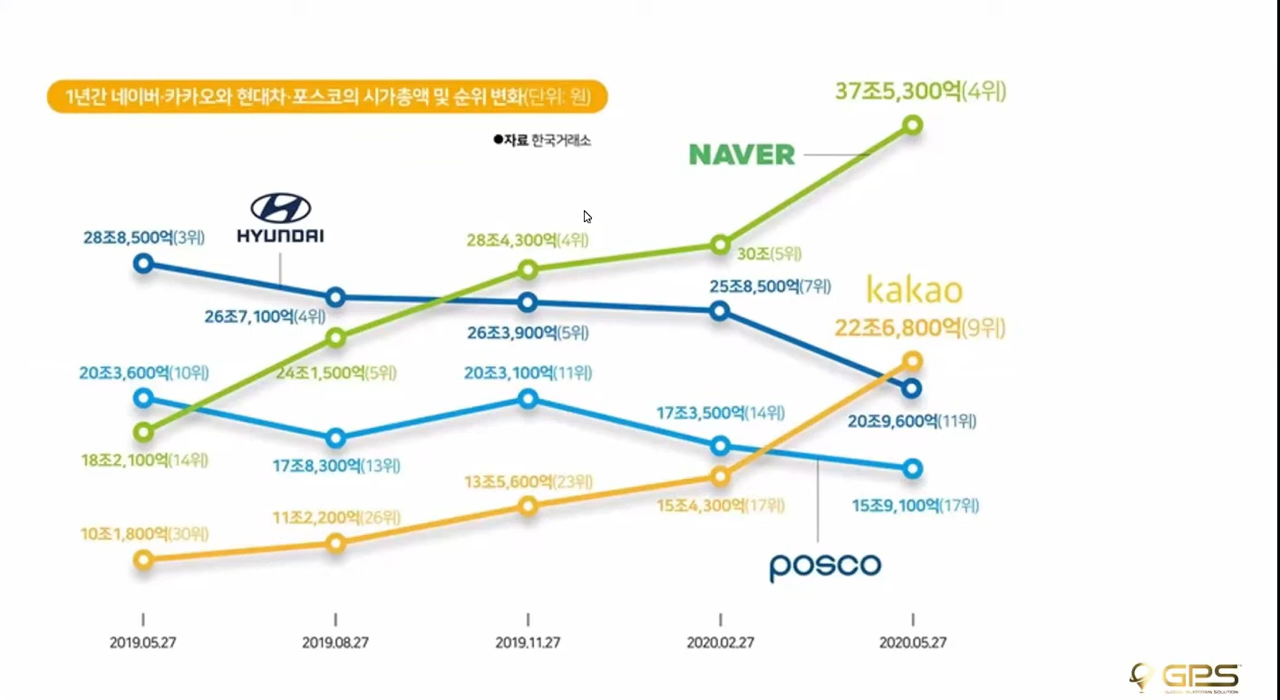 1년간 네이버·카카오와 현대차·포스코의 시가총액 및 순위 변화(단위: 원)
●자료 한국거래소
37조5,300억(4위)
NAVER
HYUNDAI
28조8,500억(3위)
28조4,300억(4위)
30조(5위)
25조8,500억(7위)
kakao
22조6,800억(9위)
26조7,100억(4위)
26조3,900억(5위)
20조3,600억(10위)
24조1,500억(5위)
20조3,100억(11위)
17조3,500억(14위)
20조9,600억(11위)
18조2,100억(14위)
17조8,300억(13위)
13조5,600억(23위)
15조4,300억(17위)
15조9,100억(17위)
10조1,800억(30위)
11조2,200억(26위)
posco
2019.05.27
2019.08.27
2019.11.27
2020.02.27
2020.05.27
GPS
GLOBAL PLATFORM SOLUTION